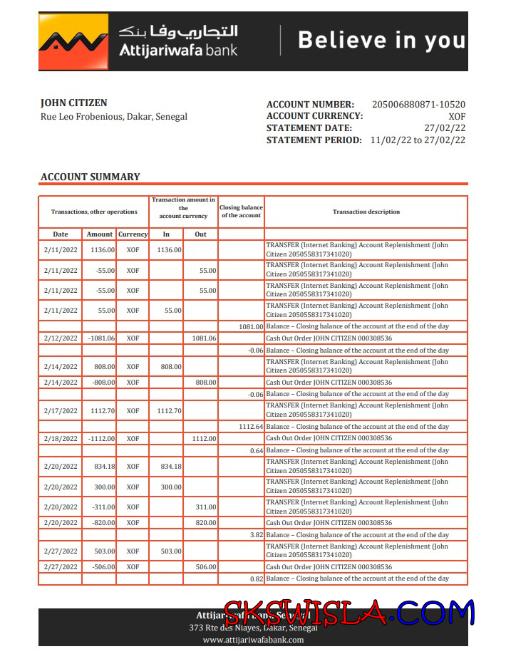 التجاري وفا بنك
Attijariwafa bank
Believe in you
JOHN CITIZEN
Rue Leo Frobenious, Dakar, Senegal
ACCOUNT NUMBER: 205006880871-10520
ACCOUNT CURRENCY: XOF
STATEMENT DATE: 27/02/22
STATEMENT PERIOD: 11/02/22 to 27/02/22
ACCOUNT SUMMARY
Transactions, other operations
Transaction amount in
the
account currency
Closing balance
of the account
Transaction description
Date Amount Currency In Out
2/11/2022 1136.00 XOF 1136.00 TRANSFER (Internet Banking) Account Replenishment (John
Citizen 2050558317341020)
2/11/2022 -55.00 XOF 55.00 TRANSFER (Internet Banking) Account Replenishment (John
Citizen 2050558317341020)
2/11/2022 -55.00 XOF 55.00 TRANSFER (Internet Banking) Account Replenishment (John
Citizen 2050558317341020)
2/11/2022 55.00 XOF 55.00 TRANSFER (Internet Banking) Account Replenishment (John
Citizen 2050558317341020)
1081.00 Balance – Closing balance of the account at the end of the day
2/12/2022 -1081.06 XOF 1081.06 Cash Out Order JOHN CITIZEN 000308536
-0.06 Balance – Closing balance of the account at the end of the day
2/14/2022 808.00 XOF 808.00 TRANSFER (Internet Banking) Account Replenishment (John
Citizen 2050558317341020)
2/14/2022 -808.00 XOF 808.00 Cash Out Order JOHN CITIZEN 000308536
-0.06 Balance – Closing balance of the account at the end of the day
2/17/2022 1112.70 XOF 1112.70 TRANSFER (Internet Banking) Account Replenishment (John
Citizen 2050558317341020)
1112.64 Balance – Closing balance of the account at the end of the day
2/18/2022 -1112.00 XOF 1112.00 Cash Out Order JOHN CITIZEN 000308536
0.64 Balance – Closing balance of the account at the end of the day
2/20/2022 834.18 XOF 834.18 TRANSFER (Internet Banking) Account Replenishment (John
Citizen 2050558317341020)
2/20/2022 300.00 XOF 300.00 TRANSFER (Internet Banking) Account Replenishment (John
Citizen 2050558317341020)
2/20/2022 -311.00 XOF 311.00 TRANSFER (Internet Banking) Account Replenishment (John
Citizen 2050558317341020)
2/20/2022 -820.00 XOF 820.00 Cash Out Order JOHN CITIZEN 000308536
3.82 Balance – Closing balance of the account at the end of the day
2/27/2022 503.00 XOF 503.00 TRANSFER (Internet Banking) Account Replenishment (John
Citizen 2050558317341020)
2/27/2022 -506.00 XOF 506.00 Cash Out Order JOHN CITIZEN 000308536
0.82 Balance – Closing balance of the account at the end of the day
Attijariwafa bank Senegal
SKSWISLA.COM
373 Rte des Niayes, Dakar, Senegal
www.attijariwafabank.com